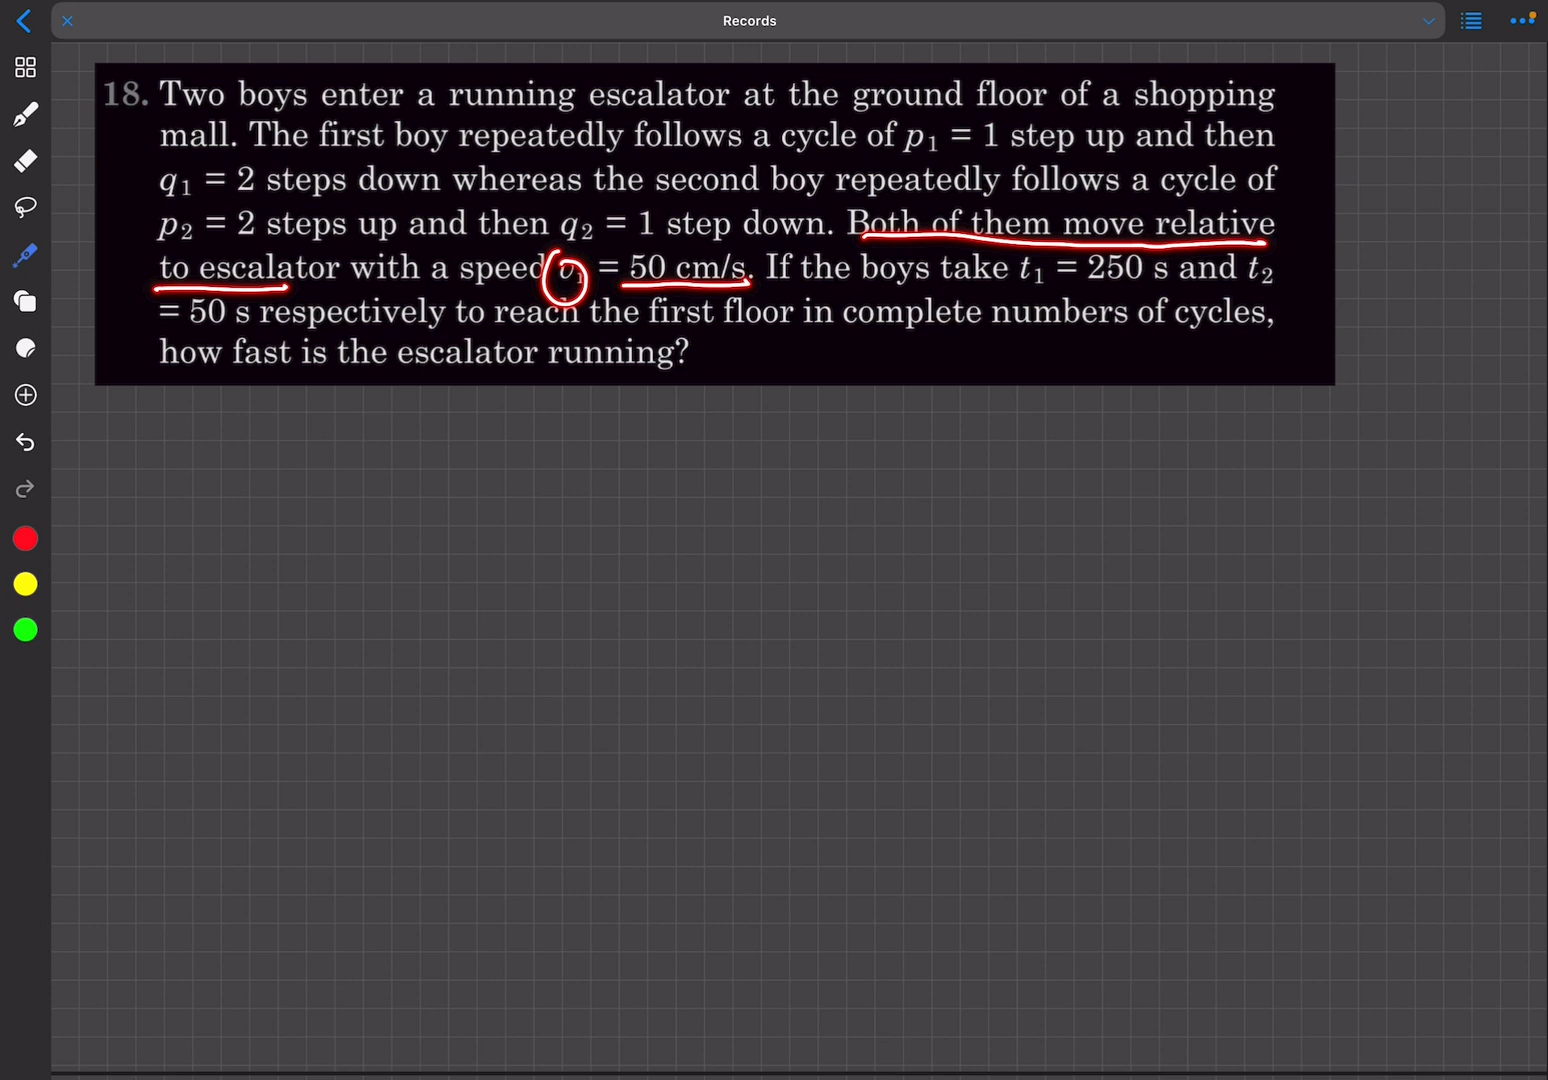 Records
18. Two boys enter a running escalator at the ground floor of a shopping
mall. The first boy repeatedly follows a cycle of p₁ = 1 step up and then
q₁ = 2 steps down whereas the second boy repeatedly follows a cycle of
p₂ = 2 steps up and then q₂ = 1 step down. Both of them move relative
to escalator with a speed v₁ = 50 cm/s. If the boys take t₁ = 250 s and t₂
= 50 s respectively to reach the first floor in complete numbers of cycles,
how fast is the escalator running?